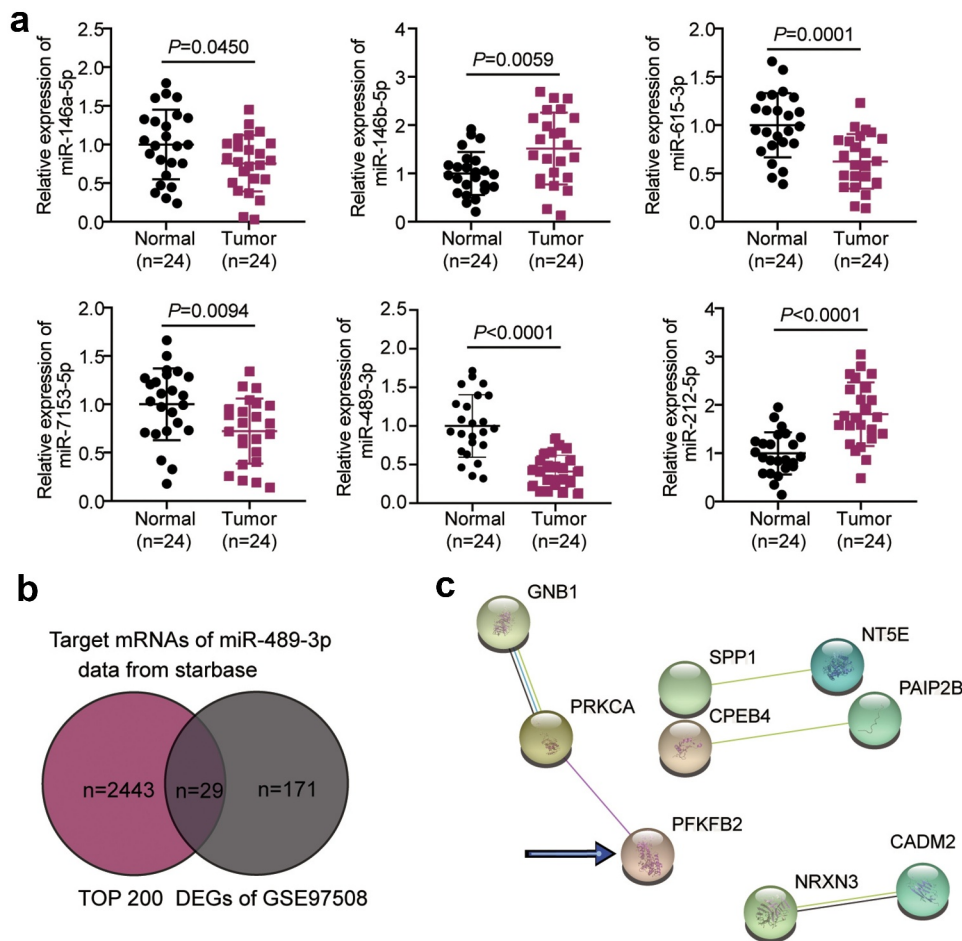 a
Relative expression of
miR-146a-5p
2.0
1.5
1.0
0.5
0.0
P=0.0450
Normal
(n=24)
Tumor
(n=24)
Relative expression of
miR-146b-5p
4
3
2
1
0
P=0.0059
Normal
(n=24)
Tumor
(n=24)
Relative expression of
miR-615-3p
2.0
1.5
1.0
0.5
0.0
P=0.0001
Normal
(n=24)
Tumor
(n=24)
Relative expression of
miR-7153-5p
2.0
1.5
1.0
0.5
0.0
P=0.0094
Normal
(n=24)
Tumor
(n=24)
Relative expression of
miR-489-3p
2.5
2.0
1.5
1.0
0.5
0.0
P<0.0001
Normal
(n=24)
Tumor
(n=24)
Relative expression of
miR-212-5p
4
3
2
1
0
P<0.0001
Normal
(n=24)
Tumor
(n=24)
b
Target mRNAs of miR-489-3p
data from starbase
n=2443
n=29
n=171
TOP 200 DEGs of GSE97508
c
GNB1
PRKCA
SPP1
NT5E
CPEB4
PAIP2B
PFKFB2
NRXN3
CADM2